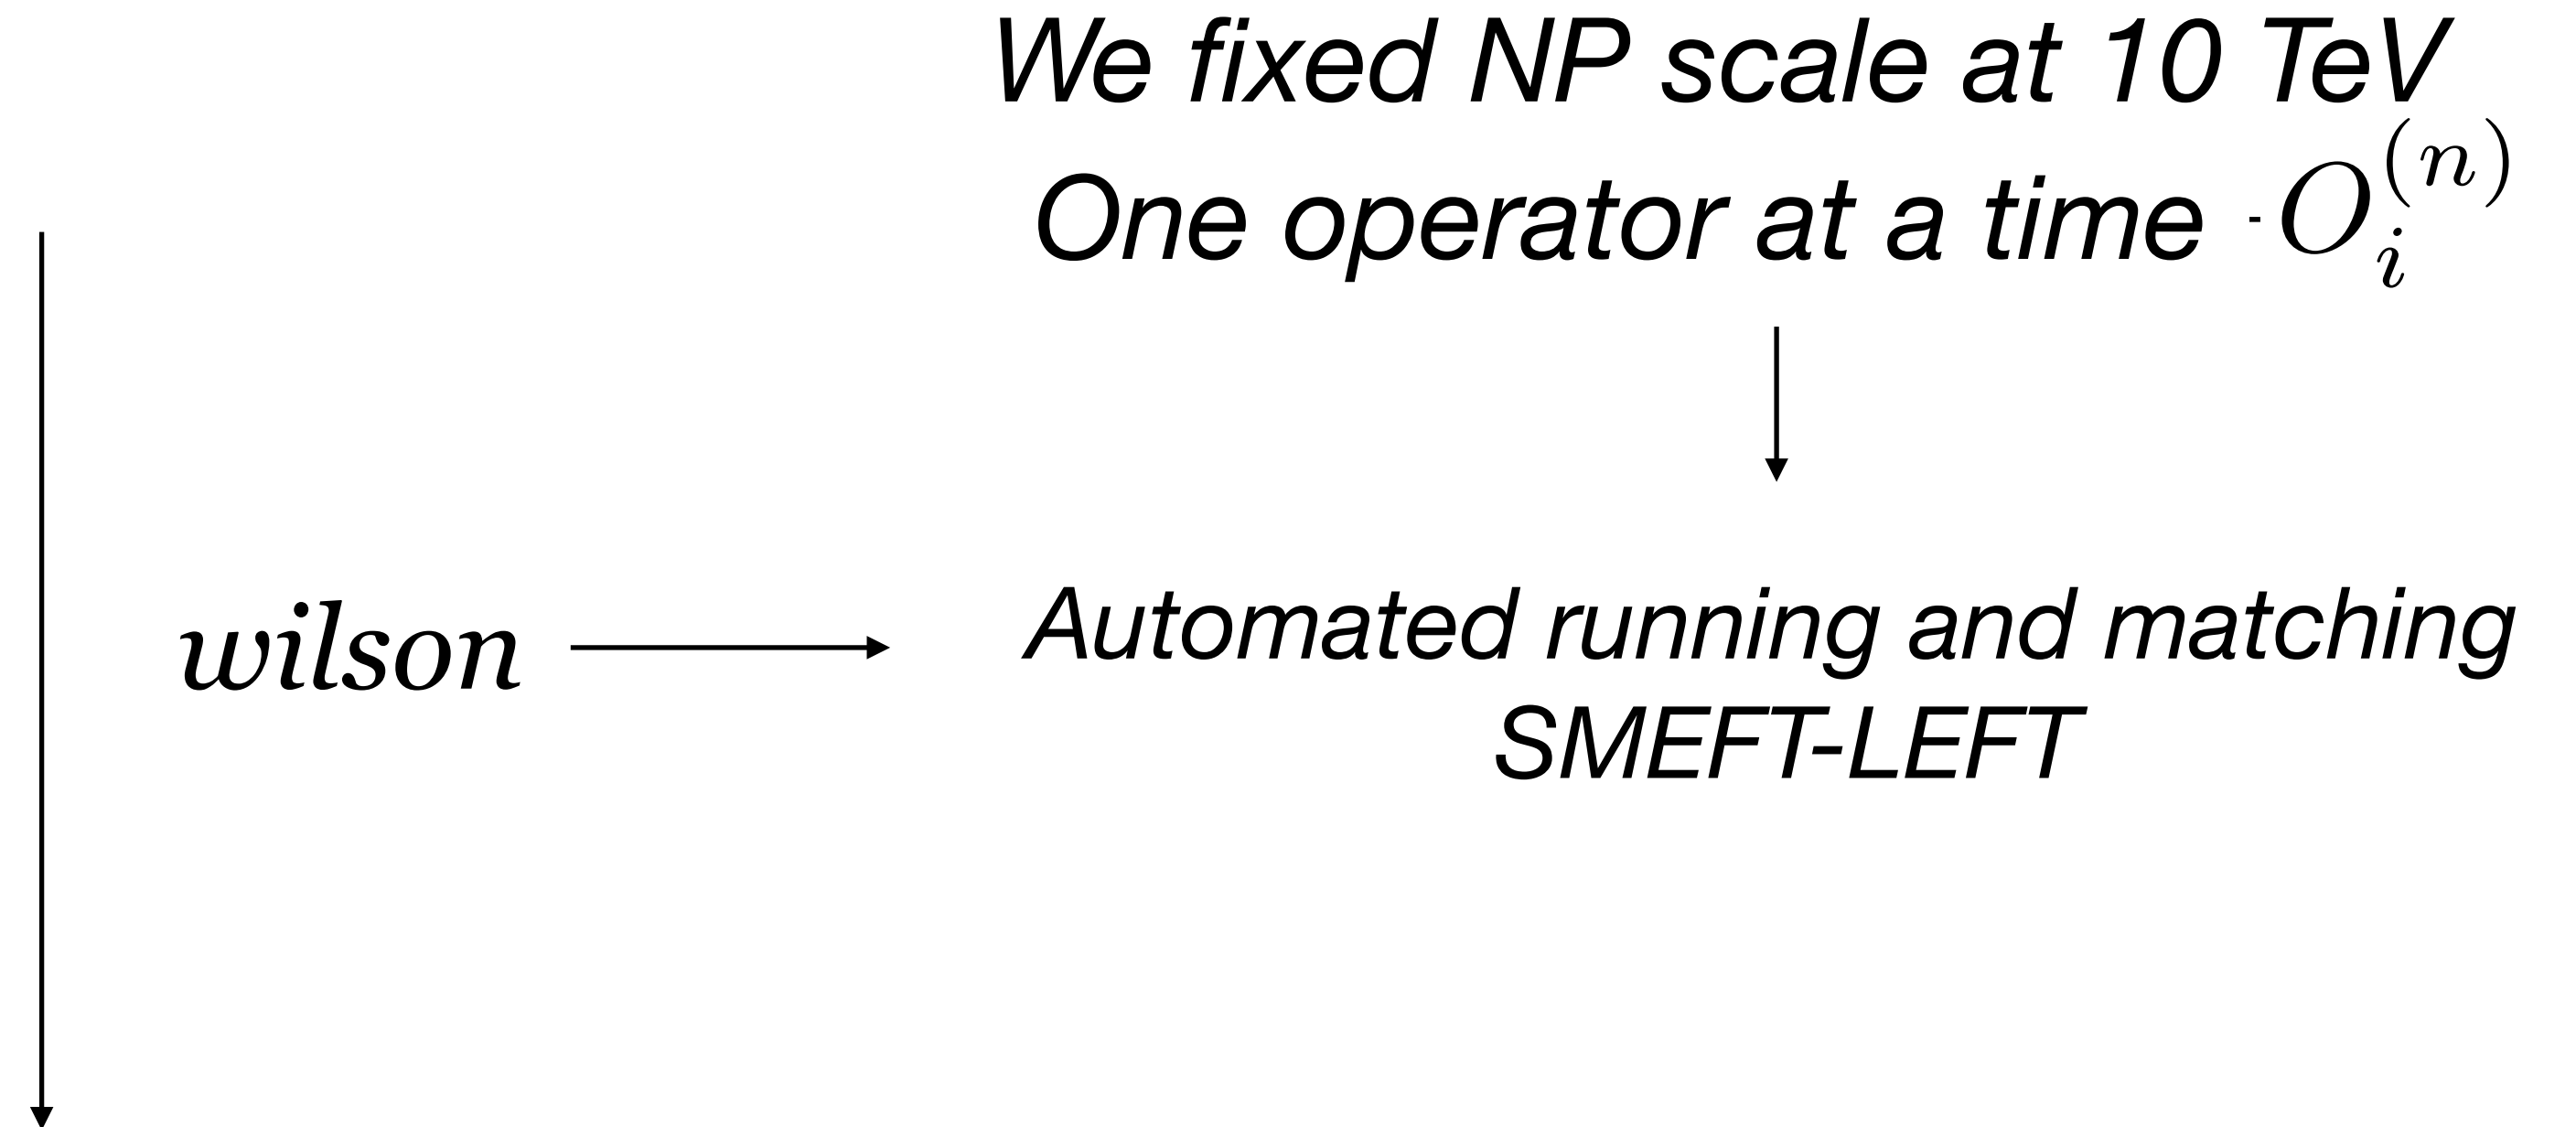 We fixed NP scale at 10 TeV
One operator at a time - $O_i^{(n)}$
wilson
Automated running and matching
SMEFT-LEFT